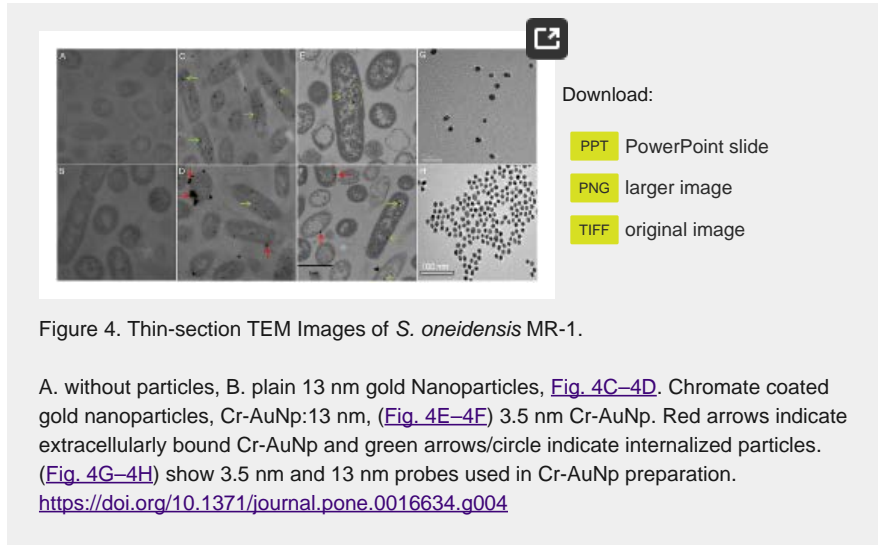 A
C
E
G
Download:
PPT PowerPoint slide
B
D
F
H
PNG larger image
TIFF original image
100 nm
Figure 4. Thin-section TEM Images of S. oneidensis MR-1.
A. without particles, B. plain 13 nm gold Nanoparticles, Fig. 4C–4D. Chromate coated
gold nanoparticles, Cr-AuNp:13 nm, (Fig. 4E–4F) 3.5 nm Cr-AuNp. Red arrows indicate
extracellularly bound Cr-AuNp and green arrows/circle indicate internalized particles.
(Fig. 4G–4H) show 3.5 nm and 13 nm probes used in Cr-AuNp preparation.
https://doi.org/10.1371/journal.pone.0016634.g004